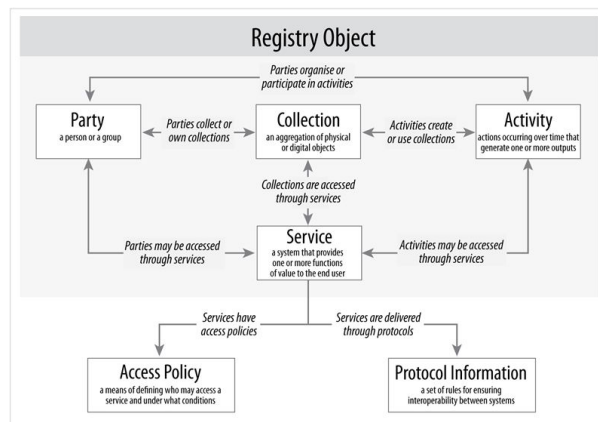 Registry Object
Parties organise or
participate in activities
Party
a person or a group
Parties collect or
own collections
Collection
an aggregation of physical
or digital objects
Activities create
or use collections
Activity
actions occurring over time that
generate one or more outputs
Collections are accessed
through services
Parties may be accessed
through services
Service
a system that provides
one or more functions
of value to the end user
Activities may be accessed
through services
Services have
access policies
Services are delivered
through protocols
Access Policy
a means of defining who may access a
service and under what conditions
Protocol Information
a set of rules for ensuring
interoperability between systems